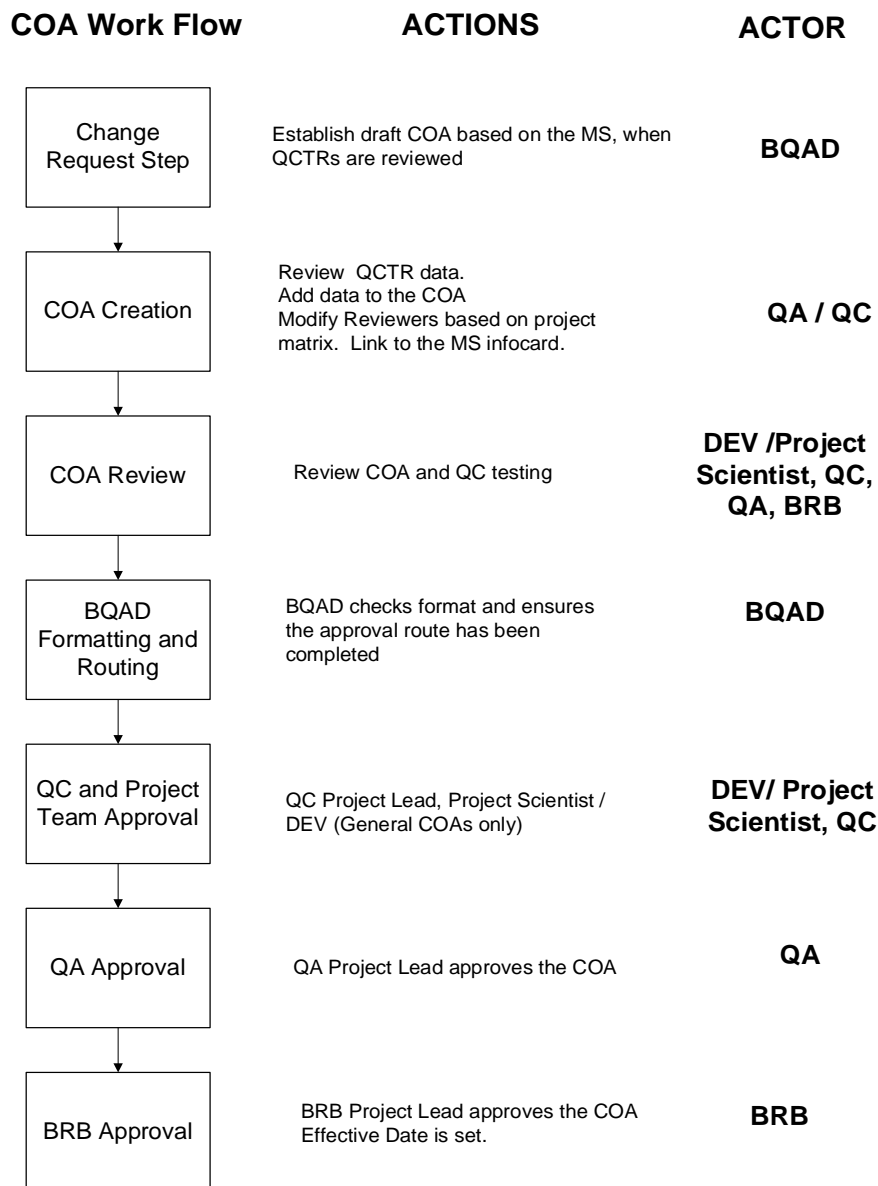 COA Work Flow
ACTIONS
ACTOR
Change
Request Step
Establish draft COA based on the MS, when
QCTRs are reviewed
BQAD
COA Creation
Review QCTR data.
Add data to the COA
Modify Reviewers based on project
matrix. Link to the MS infocard.
QA / QC
COA Review
Review COA and QC testing
DEV /Project
Scientist, QC,
QA, BRB
BQAD
Formatting and
Routing
BQAD checks format and ensures
the approval route has been
completed
BQAD
QC and Project
Team Approval
QC Project Lead, Project Scientist /
DEV (General COAs only)
DEV/ Project
Scientist, QC
QA Approval
QA Project Lead approves the COA
QA
BRB Approval
BRB Project Lead approves the COA
Effective Date is set.
BRB